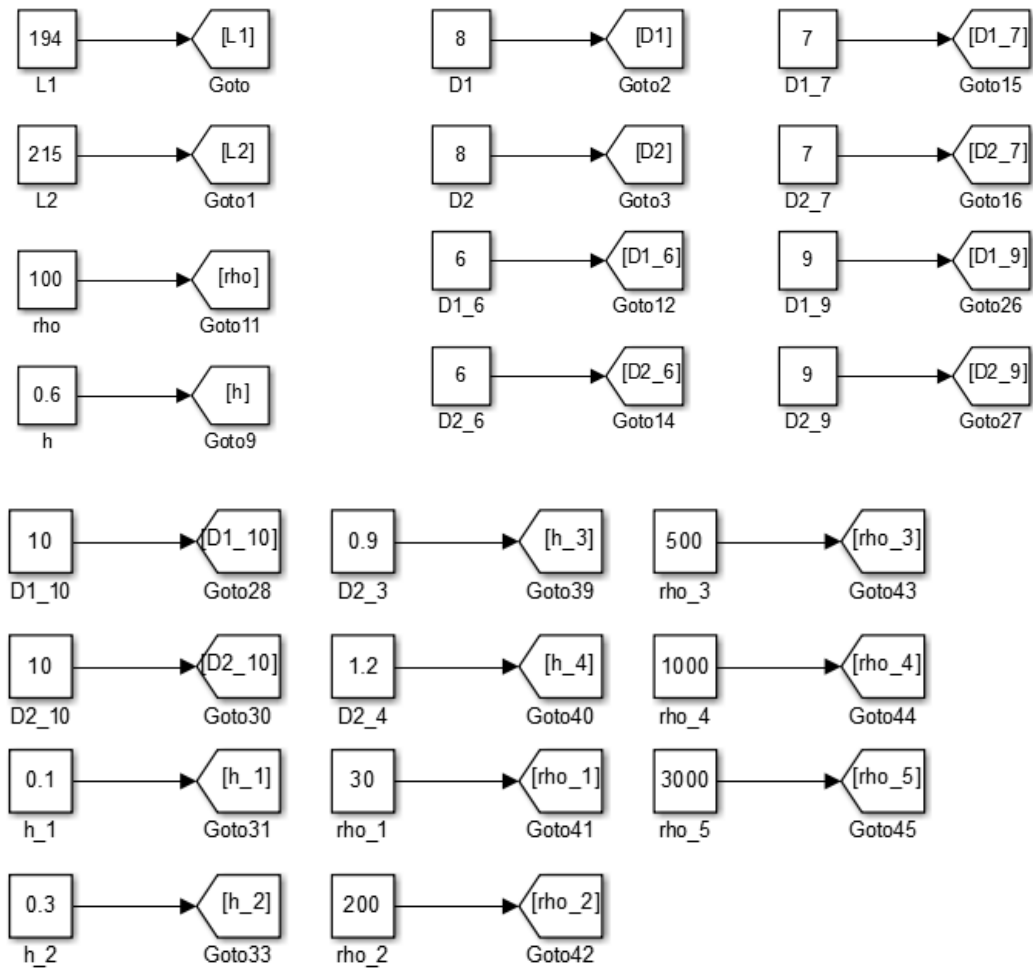 194 [L1] 8 [D1] 7 [D1_7]
L1 Goto D1 Goto2 D1_7 Goto15
215 [L2] 8 [D2] 7 [D2_7]
L2 Goto1 D2 Goto3 D2_7 Goto16
100 [rho] 6 [D1_6] 9 [D1_9]
rho Goto11 D1_6 Goto12 D1_9 Goto26
0.6 [h] 6 [D2_6] 9 [D2_9]
h Goto9 D2_6 Goto14 D2_9 Goto27
10 [D1_10] 0.9 [h_3] 500 [rho_3]
D1_10 Goto28 D2_3 Goto39 rho_3 Goto43
10 [D2_10] 1.2 [h_4] 1000 [rho_4]
D2_10 Goto30 D2_4 Goto40 rho_4 Goto44
0.1 [h_1] 30 [rho_1] 3000 [rho_5]
h_1 Goto31 rho_1 Goto41 rho_5 Goto45
0.3 [h_2] 200 [rho_2]
h_2 Goto33 rho_2 Goto42